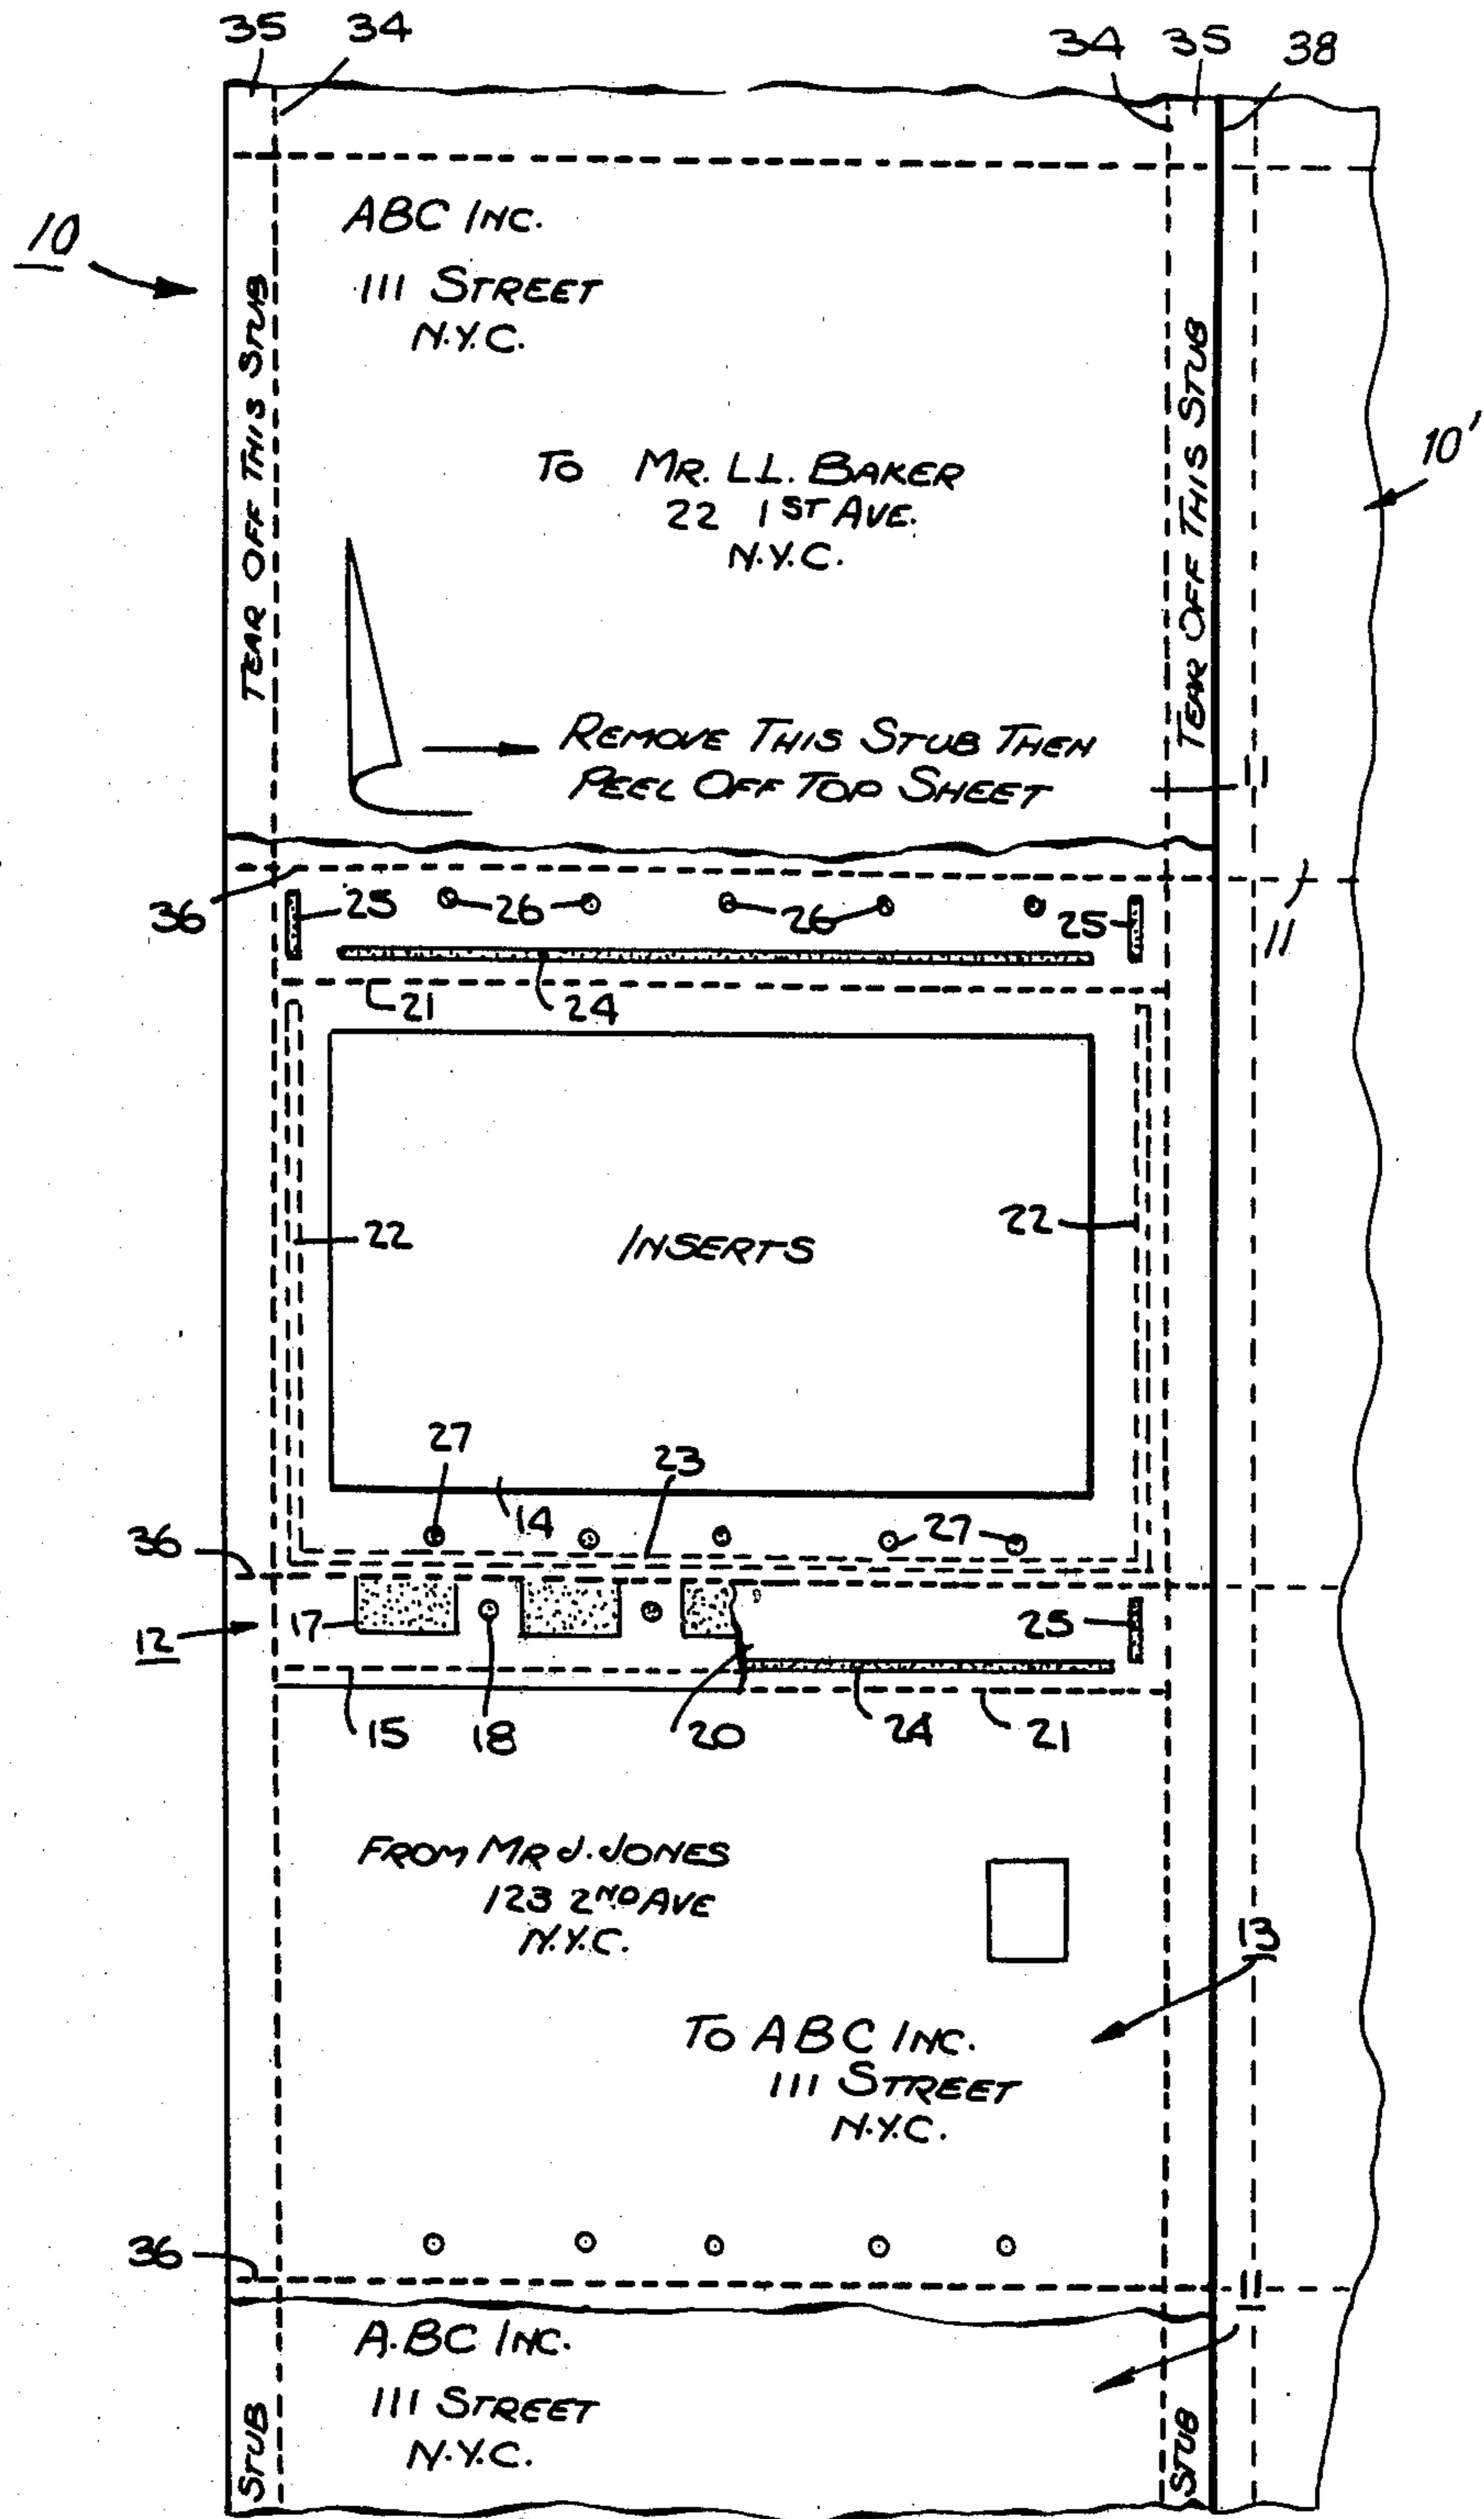 35 34 34 35 38
10
ABC INC.
111 STREET
N.Y.C.
TEAR OFF THIS STUB
TEAR OFF THIS STUB
10'
TO MR. LL. BAKER
22 1ST AVE.
N.Y.C.
REMOVE THIS STUB THEN
PEEL OFF TOP SHEET
11
36 25 26 26 25 11
21 24
22 INSERTS 22
27 23
14 27
36
12 17 25
15 18 20 24 21
FROM MR J. JONES
123 2ND AVE
N.Y.C.
13
TO ABC INC.
111 STREET
N.Y.C.
36 11
A.BC INC.
111 STREET
N.Y.C.
STUB
STUB